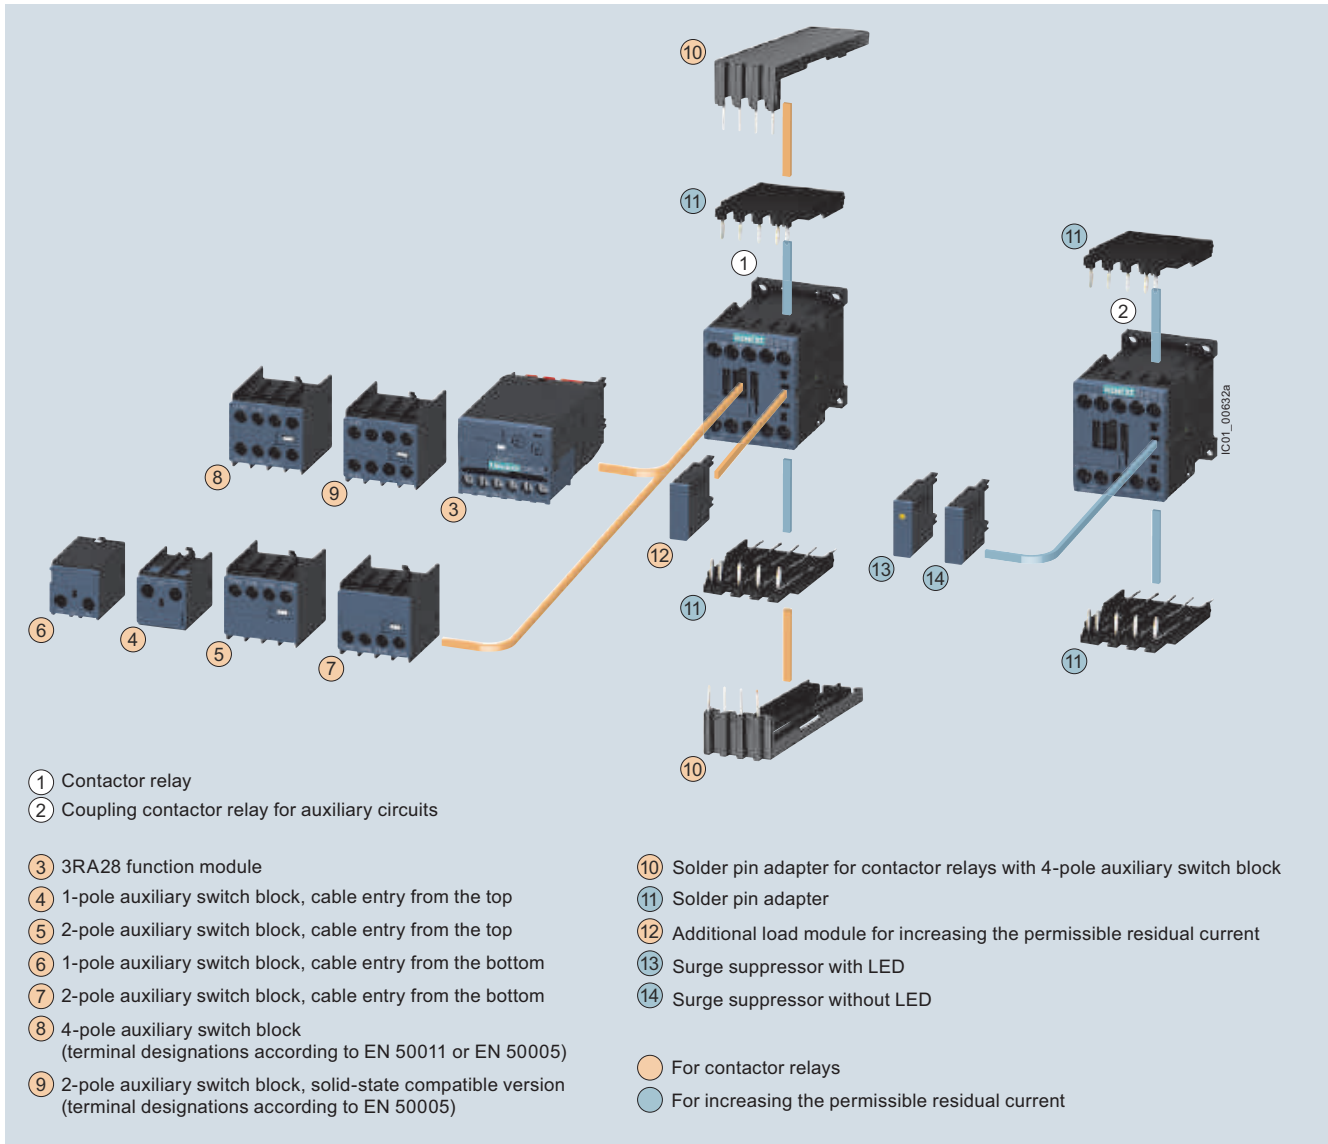 10
11
1
11
2
IC01_00632a
8
9
3
12
13
14
6
4
5
7
11
11
10
1 Contactor relay
2 Coupling contactor relay for auxiliary circuits
3 3RA28 function module
4 1-pole auxiliary switch block, cable entry from the top
5 2-pole auxiliary switch block, cable entry from the top
6 1-pole auxiliary switch block, cable entry from the bottom
7 2-pole auxiliary switch block, cable entry from the bottom
8 4-pole auxiliary switch block
(terminal designations according to EN 50011 or EN 50005)
9 2-pole auxiliary switch block, solid-state compatible version
(terminal designations according to EN 50005)
10 Solder pin adapter for contactor relays with 4-pole auxiliary switch block
11 Solder pin adapter
12 Additional load module for increasing the permissible residual current
13 Surge suppressor with LED
14 Surge suppressor without LED
For contactor relays
For increasing the permissible residual current